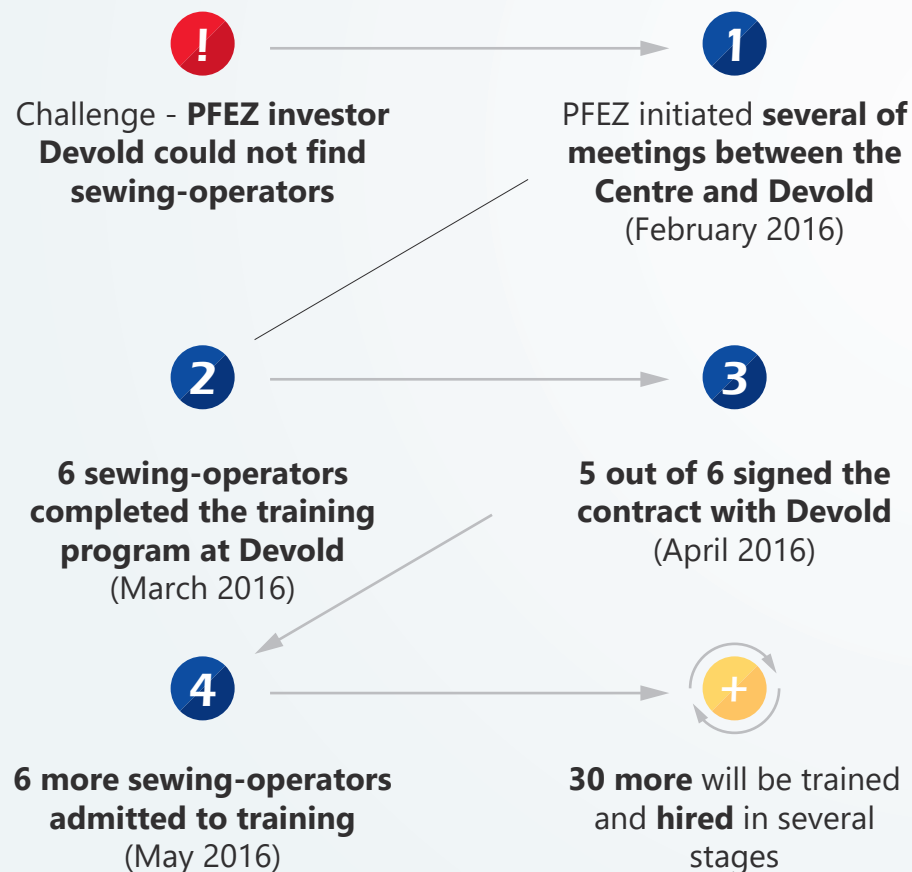 !
Challenge - PFEZ investor
Devold could not find
sewing-operators
1
PFEZ initiated several of
meetings between the
Centre and Devold
(February 2016)
2
6 sewing-operators
completed the training
program at Devold
(March 2016)
3
5 out of 6 signed the
contract with Devold
(April 2016)
4
6 more sewing-operators
admitted to training
(May 2016)
+
30 more will be trained
and hired in several
stages